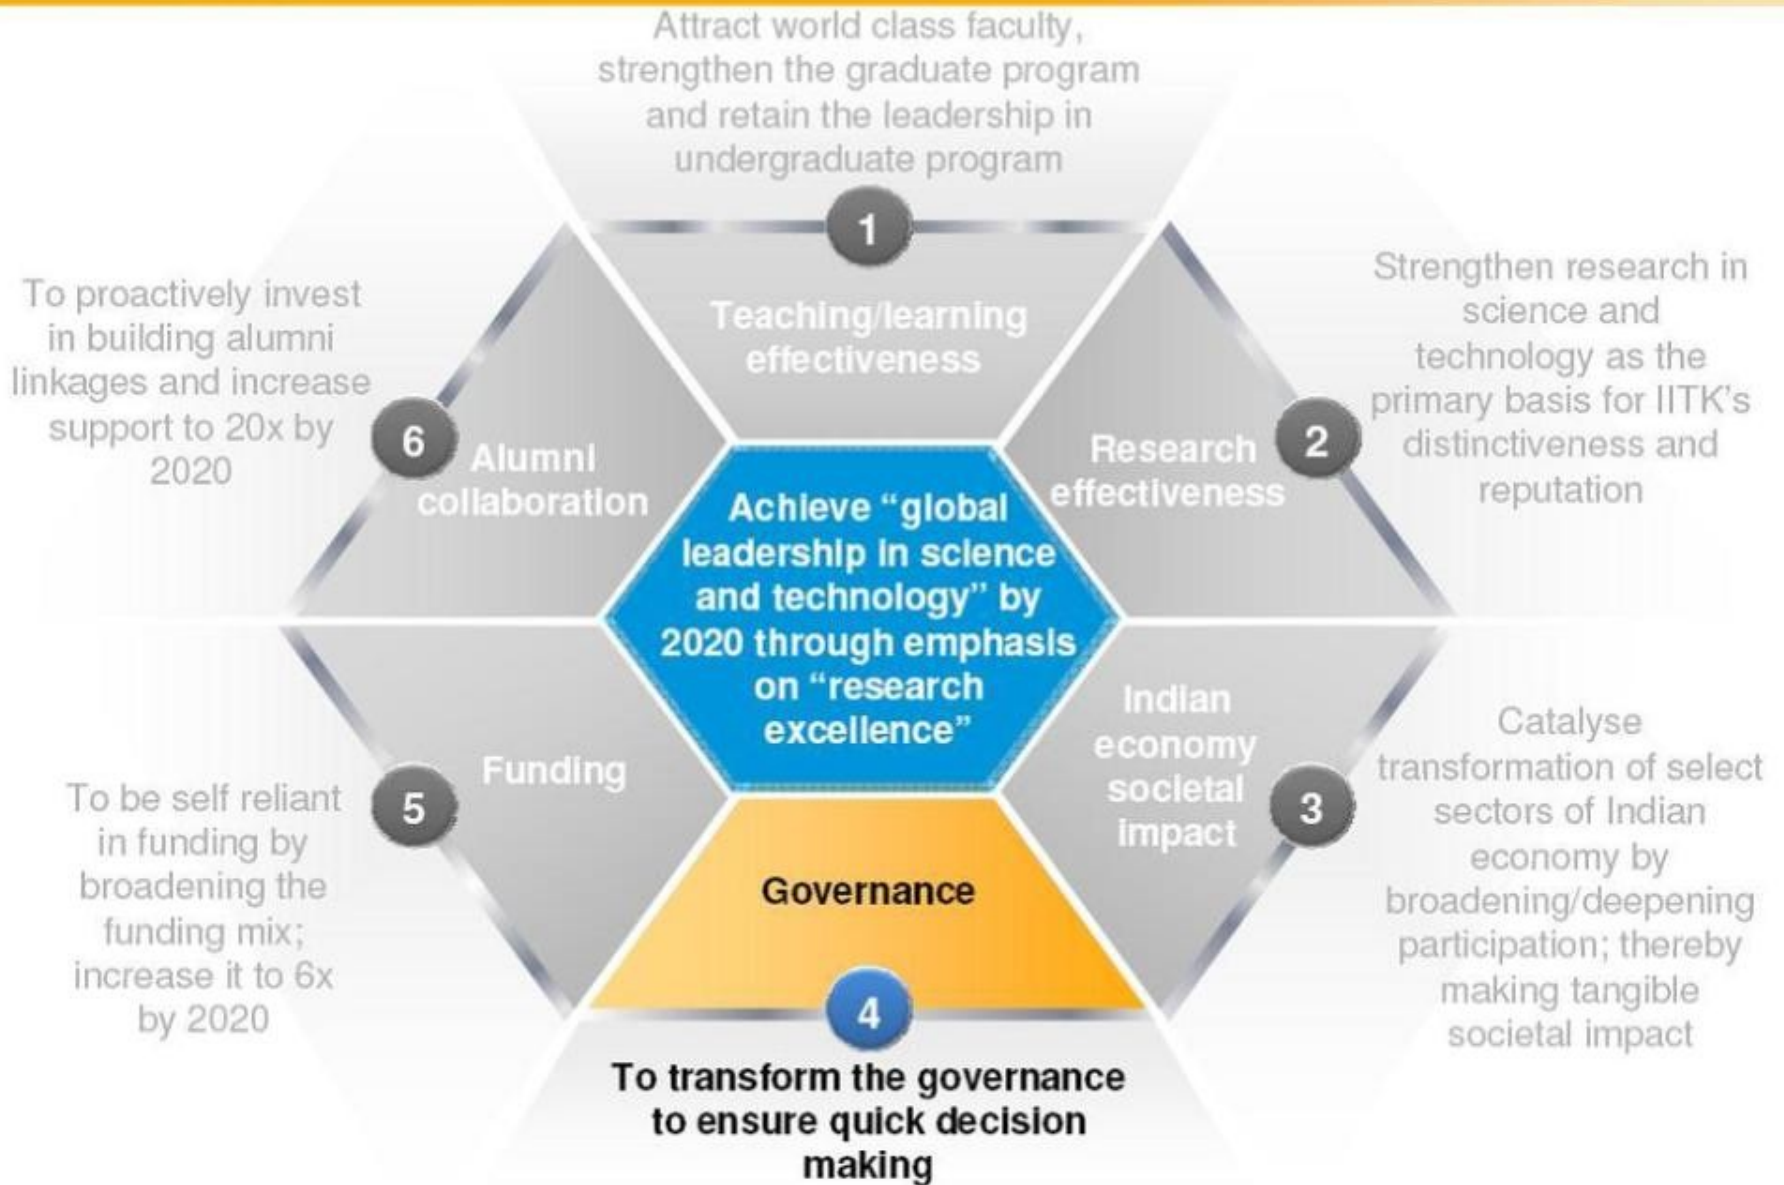 Attract world class faculty,
strengthen the graduate program
and retain the leadership in
undergraduate program
1
Teaching/learning
effectiveness
Strengthen research in
science and
technology as the
primary basis for IITK's
distinctiveness and
reputation
2
Research
effectiveness
Catalyse
transformation of select
sectors of Indian
economy by
broadening/deepening
participation; thereby
making tangible
societal impact
3
Indian
economy
societal
impact
Governance
4
To transform the governance
to ensure quick decision
making
Funding
5
To be self reliant
in funding by
broadening the
funding mix;
increase it to 6x
by 2020
To proactively invest
in building alumni
linkages and increase
support to 20x by
2020
6
Alumni
collaboration
Achieve “global
leadership in science
and technology” by
2020 through emphasis
on “research
excellence”